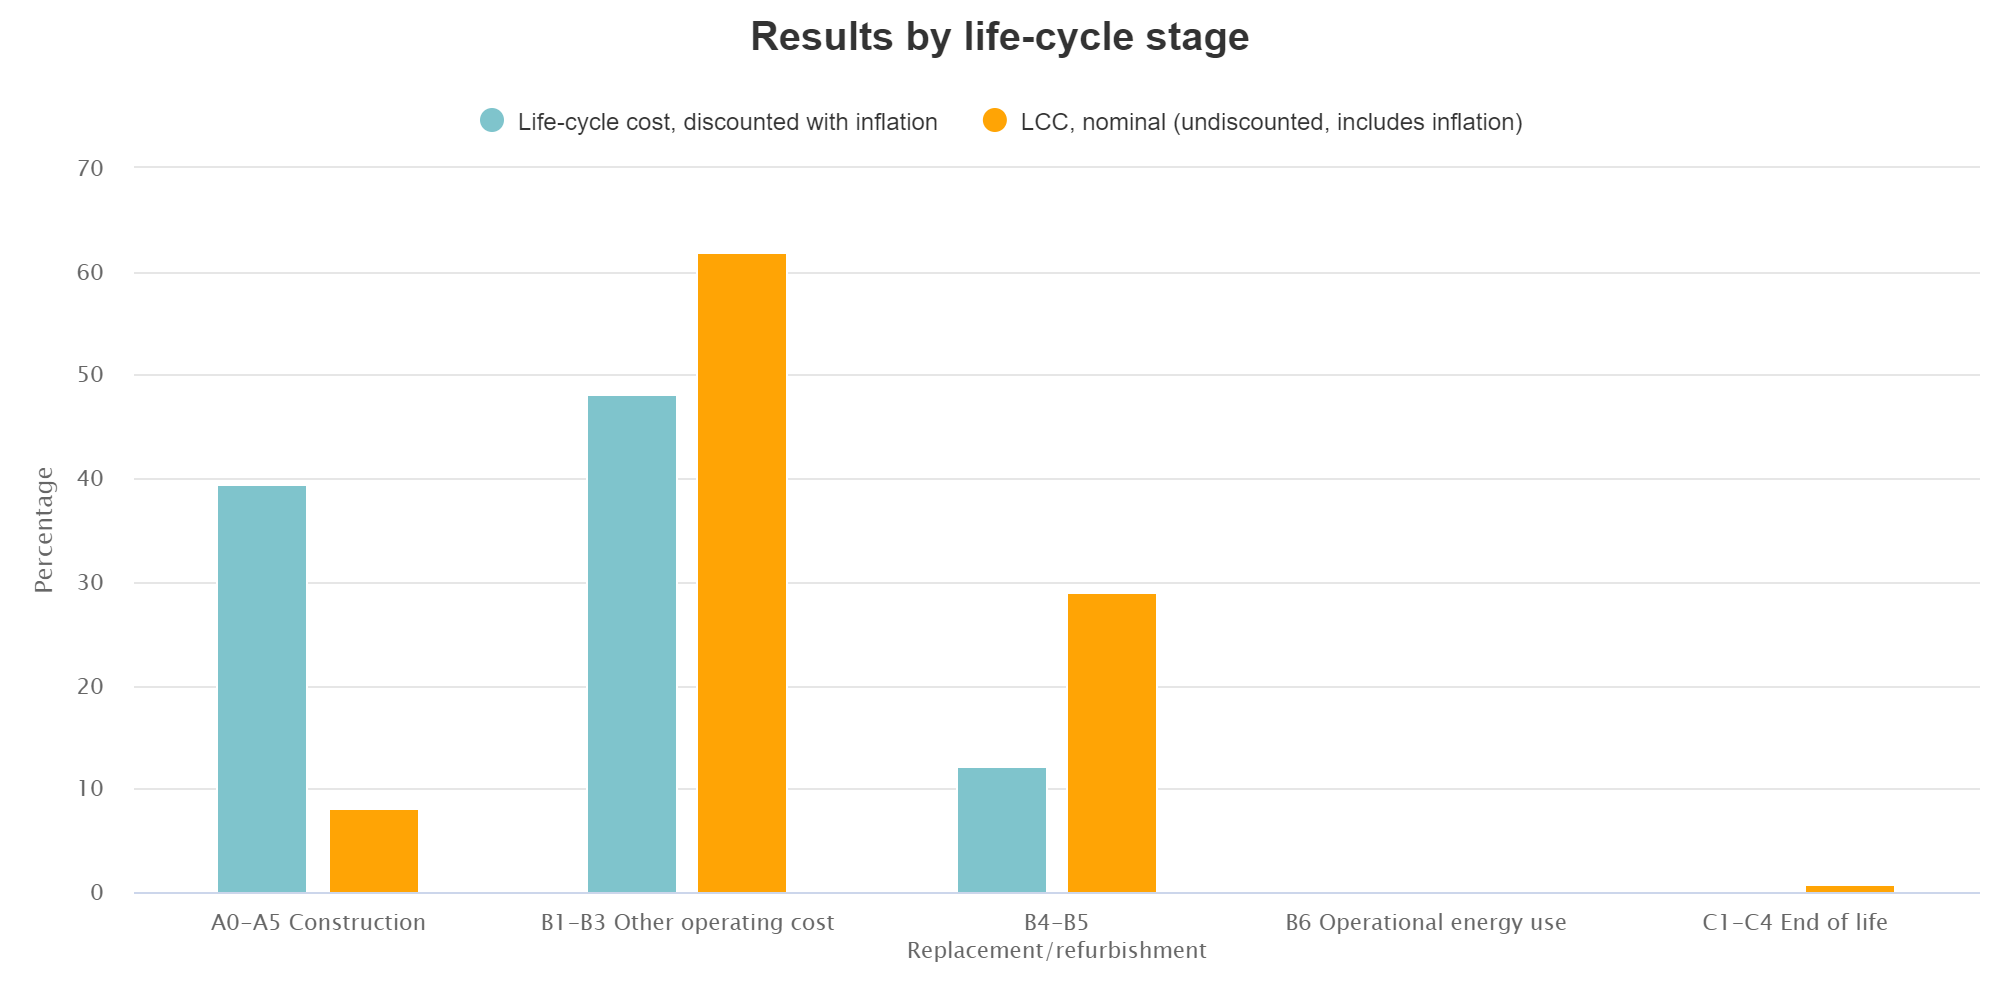 Results by life-cycle stage
Life-cycle cost, discounted with inflation
LCC, nominal (undiscounted, includes inflation)
70
60
50
40
30
20
10
0
Percentage
A0-A5 Construction
B1-B3 Other operating cost
B4-B5
Replacement/refurbishment
B6 Operational energy use
C1-C4 End of life